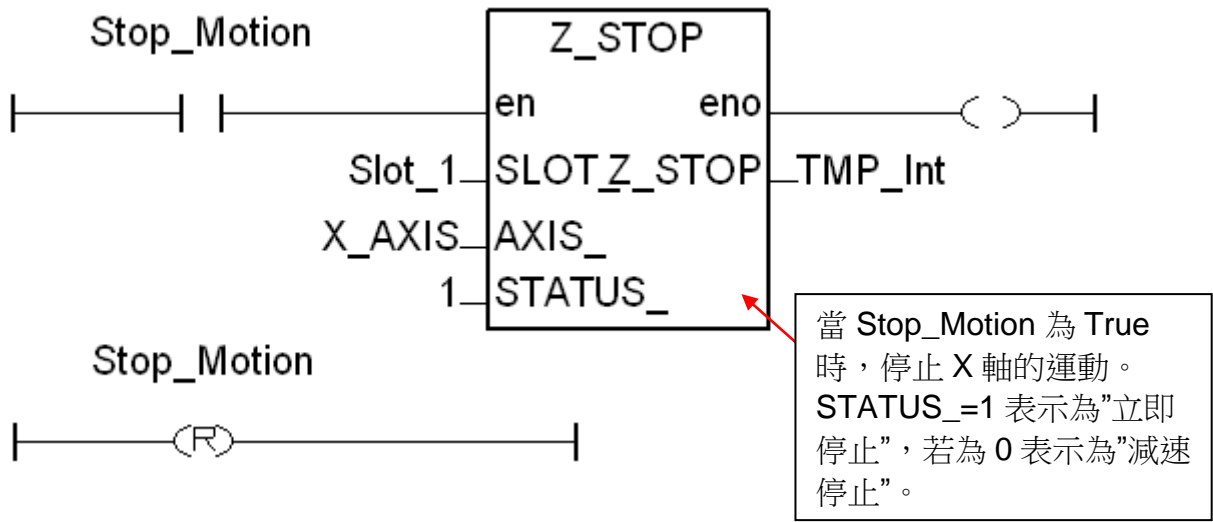 Stop_Motion
Z_STOP
en eno
Slot_1 SLOT_Z_STOP TMP_Int
X_AXIS AXIS_
1 STATUS_
Stop_Motion
R
當 Stop_Motion 為 True
時,停止 X 軸的運動。
STATUS_=1 表示為”立即
停止”,若為 0 表示為”減速
停止”。